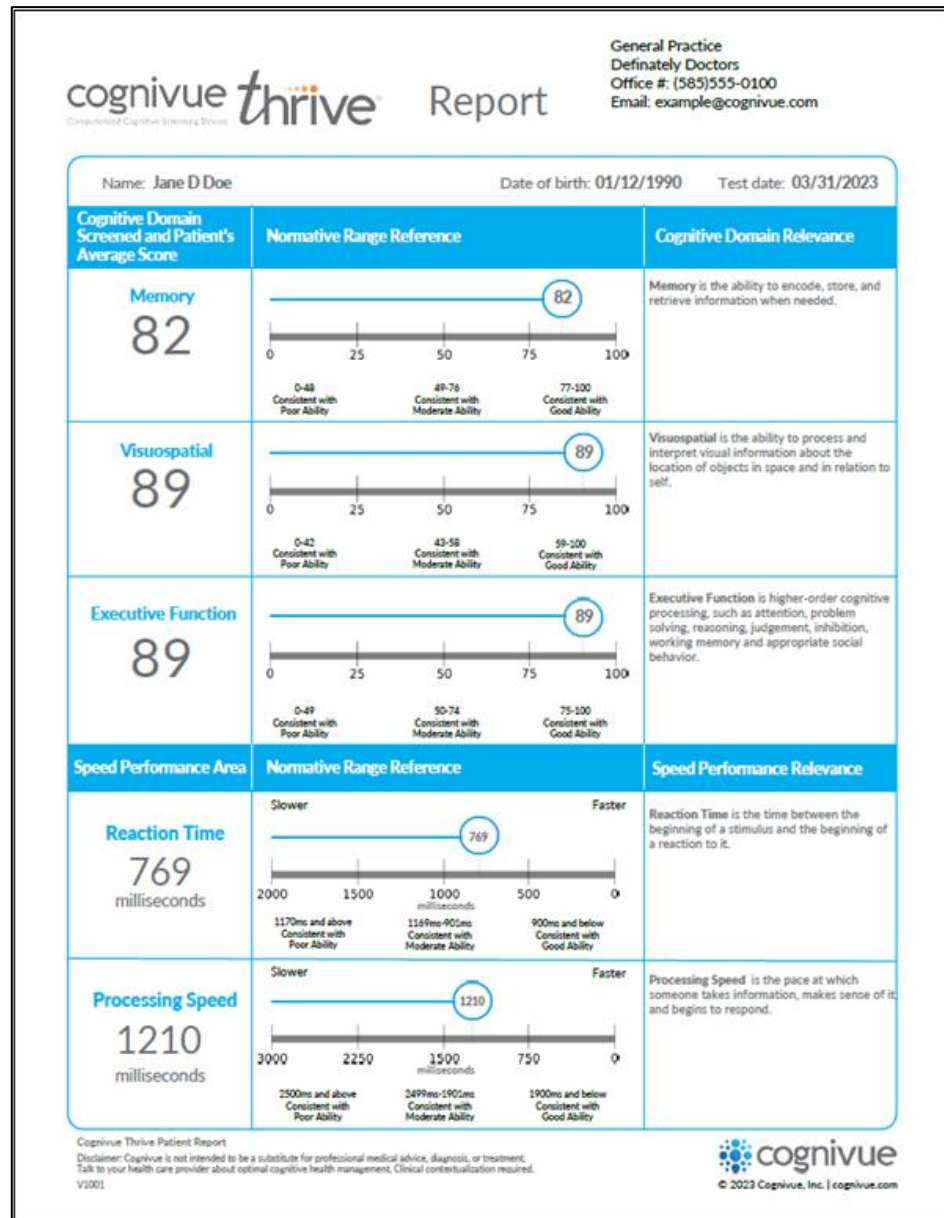 General Practice
Definately Doctors
Office #: (585)555-0100
Email: example@cognivue.com
cognivue thrive Report
Computerized Cognitive Screening Device
Name: Jane D Doe Date of birth: 01/12/1990 Test date: 03/31/2023
Cognitive Domain
Screened and Patient's
Average Score
Normative Range Reference
Cognitive Domain Relevance
Memory
82
82
0 25 50 75 100
0-48
Consistent with
Poor Ability
49-76
Consistent with
Moderate Ability
77-100
Consistent with
Good Ability
Memory is the ability to encode, store, and
retrieve information when needed.
Visuospatial
89
89
0 25 50 75 100
0-42
Consistent with
Poor Ability
43-58
Consistent with
Moderate Ability
59-100
Consistent with
Good Ability
Visuospatial is the ability to process and
interpret visual information about the
location of objects in space and in relation to
self.
Executive Function
89
89
0 25 50 75 100
0-49
Consistent with
Poor Ability
50-74
Consistent with
Moderate Ability
75-100
Consistent with
Good Ability
Executive Function is higher-order cognitive
processing, such as attention, problem
solving, reasoning, judgement, inhibition,
working memory and appropriate social
behavior.
Speed Performance Area Normative Range Reference Speed Performance Relevance
Reaction Time
769
milliseconds
Slower Faster
769
2000 1500 1000 500 0
milliseconds
1170ms and above
Consistent with
Poor Ability
1169ms-901ms
Consistent with
Moderate Ability
900ms and below
Consistent with
Good Ability
Reaction Time is the time between the
beginning of a stimulus and the beginning of
a reaction to it.
Processing Speed
1210
milliseconds
Slower Faster
1210
3000 2250 1500 750 0
milliseconds
2500ms and above
Consistent with
Poor Ability
2499ms-1901ms
Consistent with
Moderate Ability
1900ms and below
Consistent with
Good Ability
Processing Speed is the pace at which
someone takes information, makes sense of it,
and begins to respond.
Cognivue Thrive Patient Report
Disclaimer: Cognivue is not intended to be a substitute for professional medical advice, diagnosis, or treatment.
Talk to your health care provider about optimal cognitive health management. Clinical contextualization required.
V1001
cognivue
© 2023 Cognivue, Inc. | cognivue.com